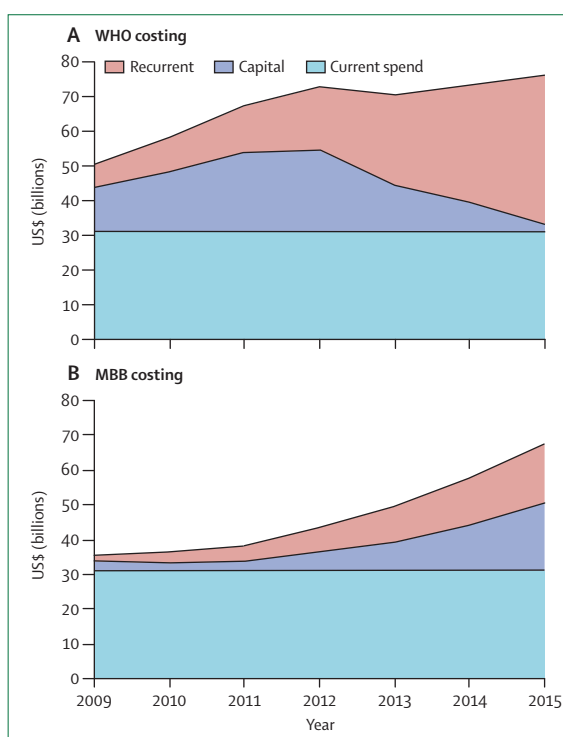 A WHO costing
80
Recurrent Capital Current spend
70
60
50
40
30
20
10
0
US$ (billions)
B MBB costing
80
70
60
50
40
30
20
10
0
US$ (billions)
2009 2010 2011 2012 2013 2014 2015
Year